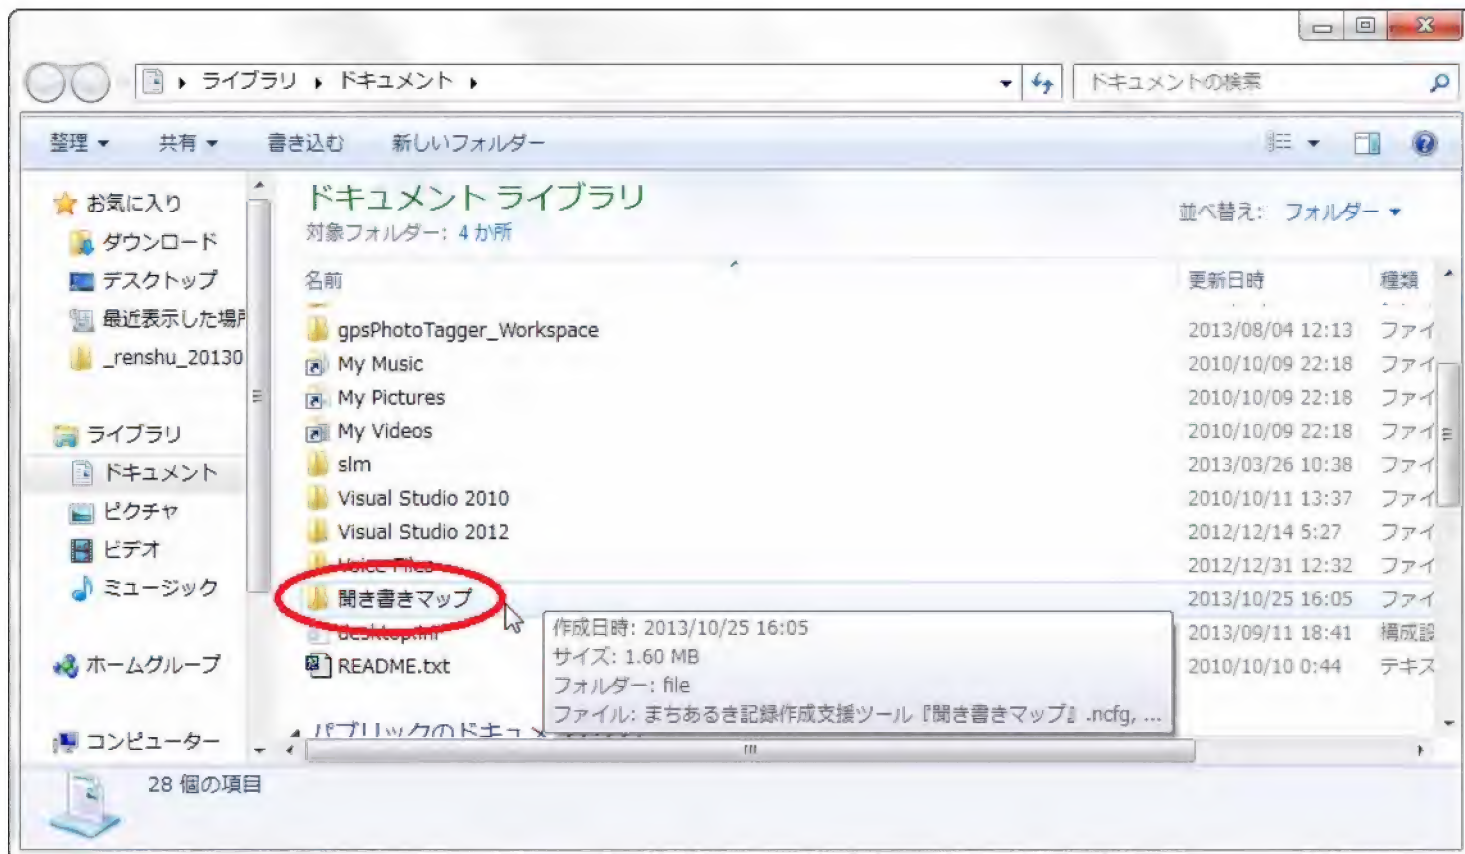 ライブラリ ▸ ドキュメント ▸
ドキュメントの検索
整理 共有 書き込む 新しいフォルダー
お気に入り
ダウンロード
デスクトップ
最近表示した場所
_renshu_20130
ライブラリ
ドキュメント
ピクチャ
ビデオ
ミュージック
ホームグループ
コンピューター
ドキュメント ライブラリ
対象フォルダー: 4 か所
並べ替え: フォルダー
名前 更新日時 種類
gpsPhotoTagger_Workspace 2013/08/04 12:13 ファイ
My Music 2010/10/09 22:18 ファイ
My Pictures 2010/10/09 22:18 ファイ
My Videos 2010/10/09 22:18 ファイ
slm 2013/03/26 10:38 ファイ
Visual Studio 2010 2010/10/11 13:37 ファイ
Visual Studio 2012 2012/12/14 5:27 ファイ
Voice Files 2012/12/31 12:32 ファイ
聞き書きマップ 2013/10/25 16:05 ファイ
desktop.ini 2013/09/11 18:41 構成設
README.txt 2010/10/10 0:44 テキス
作成日時: 2013/10/25 16:05
サイズ: 1.60 MB
フォルダー: file
ファイル: まちあるき記録作成支援ツール『聞き書きマップ』.ncfg, ...
パブリックのドキュメ
28 個の項目